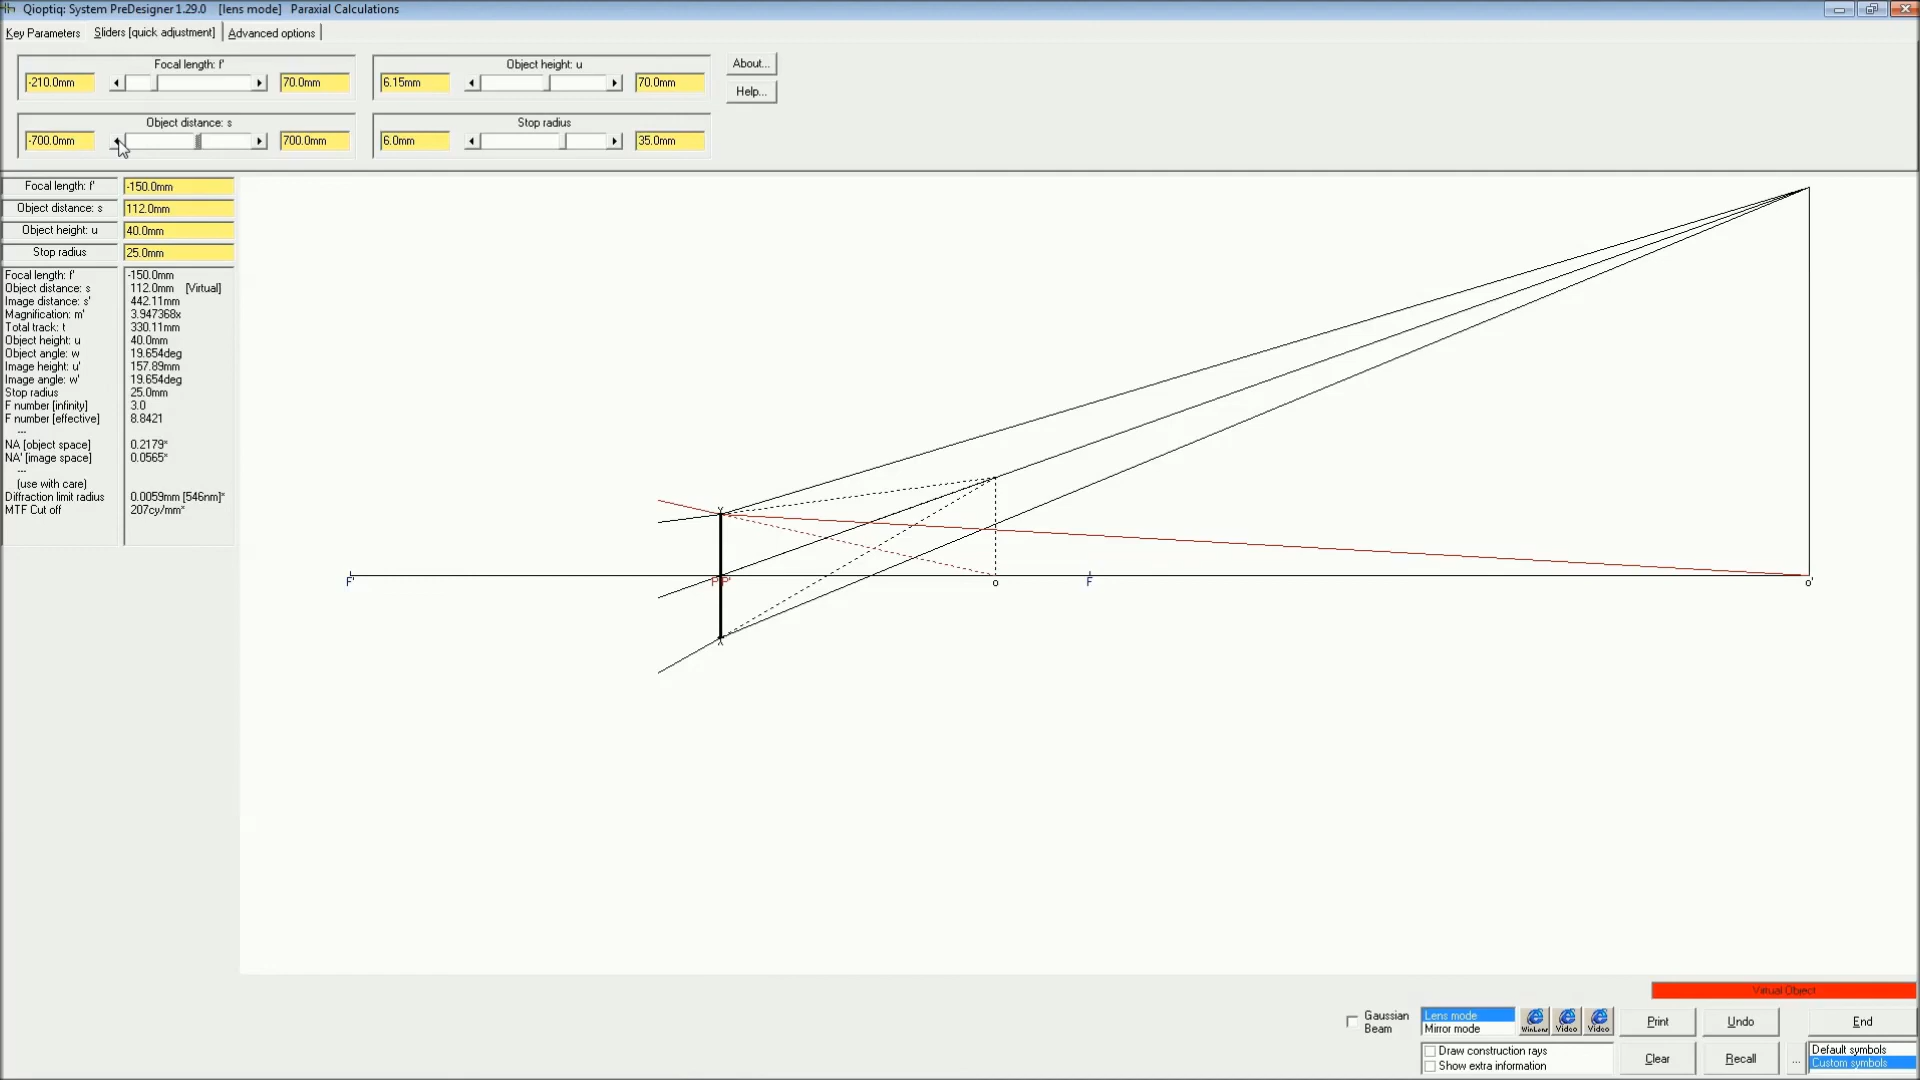 Qioptiq: System PreDesigner 1.29.0 [lens mode] Paraxial Calculations
Key Parameters Sliders [quick adjustment] Advanced options
Focal length: f' Object height: u About...
-210.0mm 70.0mm 6.15mm 70.0mm
Help...
Object distance: s Stop radius
-700.0mm 700.0mm 6.0mm 35.0mm
Focal length: f' -150.0mm
Object distance: s 112.0mm
Object height: u 40.0mm
Stop radius 25.0mm
Focal length: f' -150.0mm
Object distance: s 112.0mm [Virtual]
Image distance: s' 442.11mm
Magnification: m' 3.947368x
Total track: t 330.11mm
Object height: u 40.0mm
Object angle: w 19.654deg
Image height: u' 157.89mm
Image angle: w' 19.654deg
Stop radius 25.0mm
F number [infinity] 3.0
F number [effective] 8.8421
...
NA [object space] 0.2179*
NA' [image space] 0.0565*
...
(use with care)
Diffraction limit radius 0.0059mm [546nm]*
MTF Cut off 207cy/mm*
F' P P' o F o'
Virtual Object
Gaussian Beam
Lens mode
Mirror mode
WinLens Video Video
Print Undo End
Draw construction rays
Show extra information
Clear Recall ...
Default symbols
Custom symbols